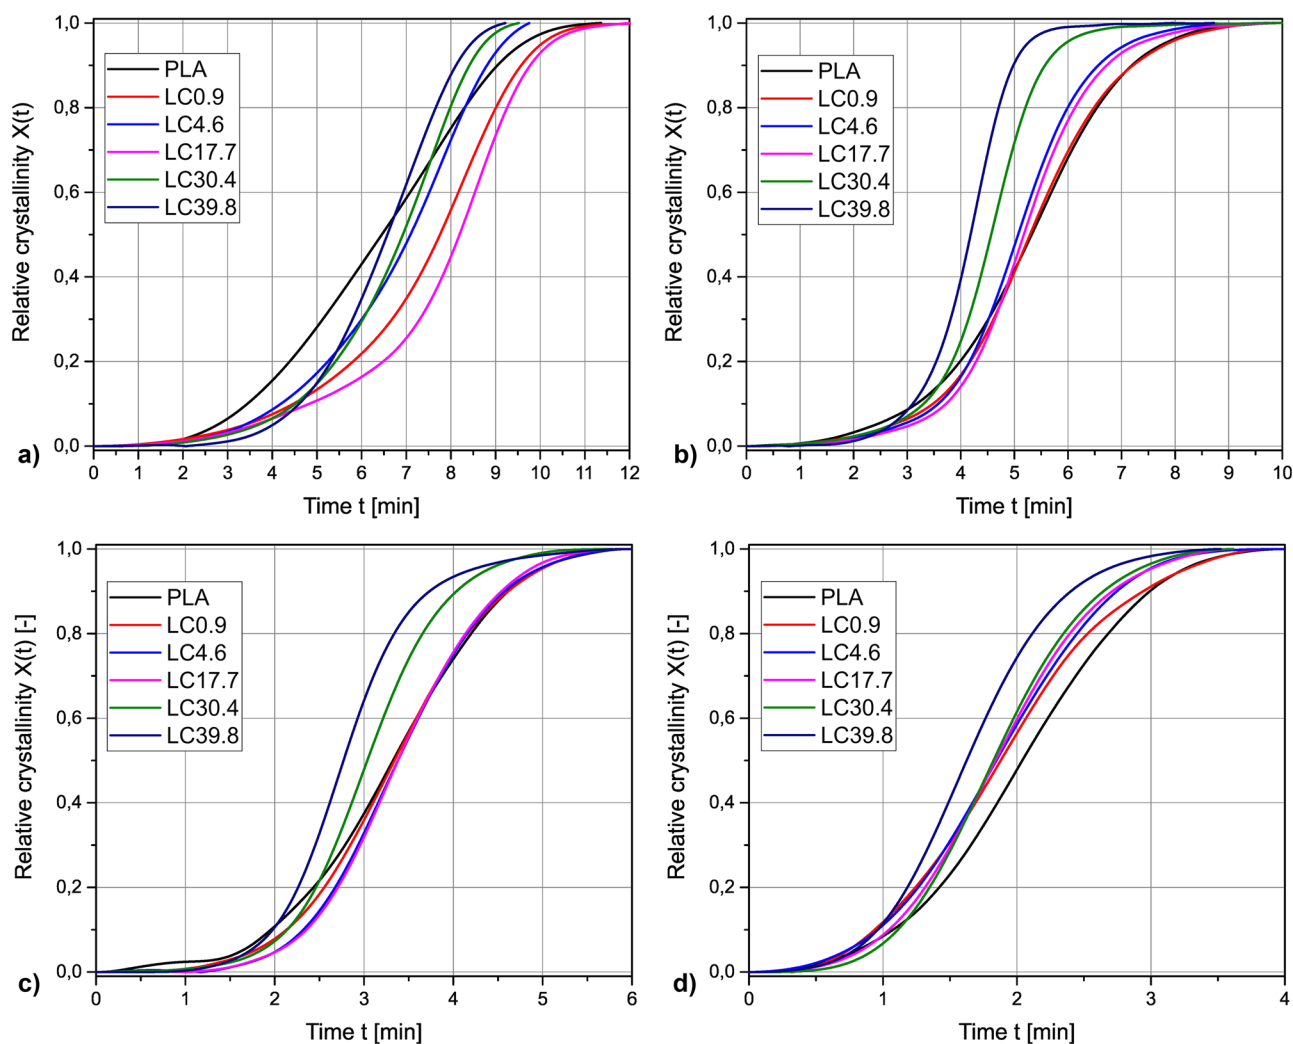 1,0
0,8
0,6
0,4
0,2
0,0
Relative crystallinity X(t)
PLA
LC0.9
LC4.6
LC17.7
LC30.4
LC39.8
0 1 2 3 4 5 6 7 8 9 10 11 12
Time t [min]
a)
1,0
0,8
0,6
0,4
0,2
0,0
Relative crystallinity X(t)
PLA
LC0.9
LC4.6
LC17.7
LC30.4
LC39.8
0 1 2 3 4 5 6 7 8 9 10
Time t [min]
b)
1,0
0,8
0,6
0,4
0,2
0,0
Relative crystallinity X(t) [-]
PLA
LC0.9
LC4.6
LC17.7
LC30.4
LC39.8
0 1 2 3 4 5 6
Time t [min]
c)
1,0
0,8
0,6
0,4
0,2
0,0
Relative crystallinity X(t) [-]
PLA
LC0.9
LC4.6
LC17.7
LC30.4
LC39.8
0 1 2 3 4
Time t [min]
d)